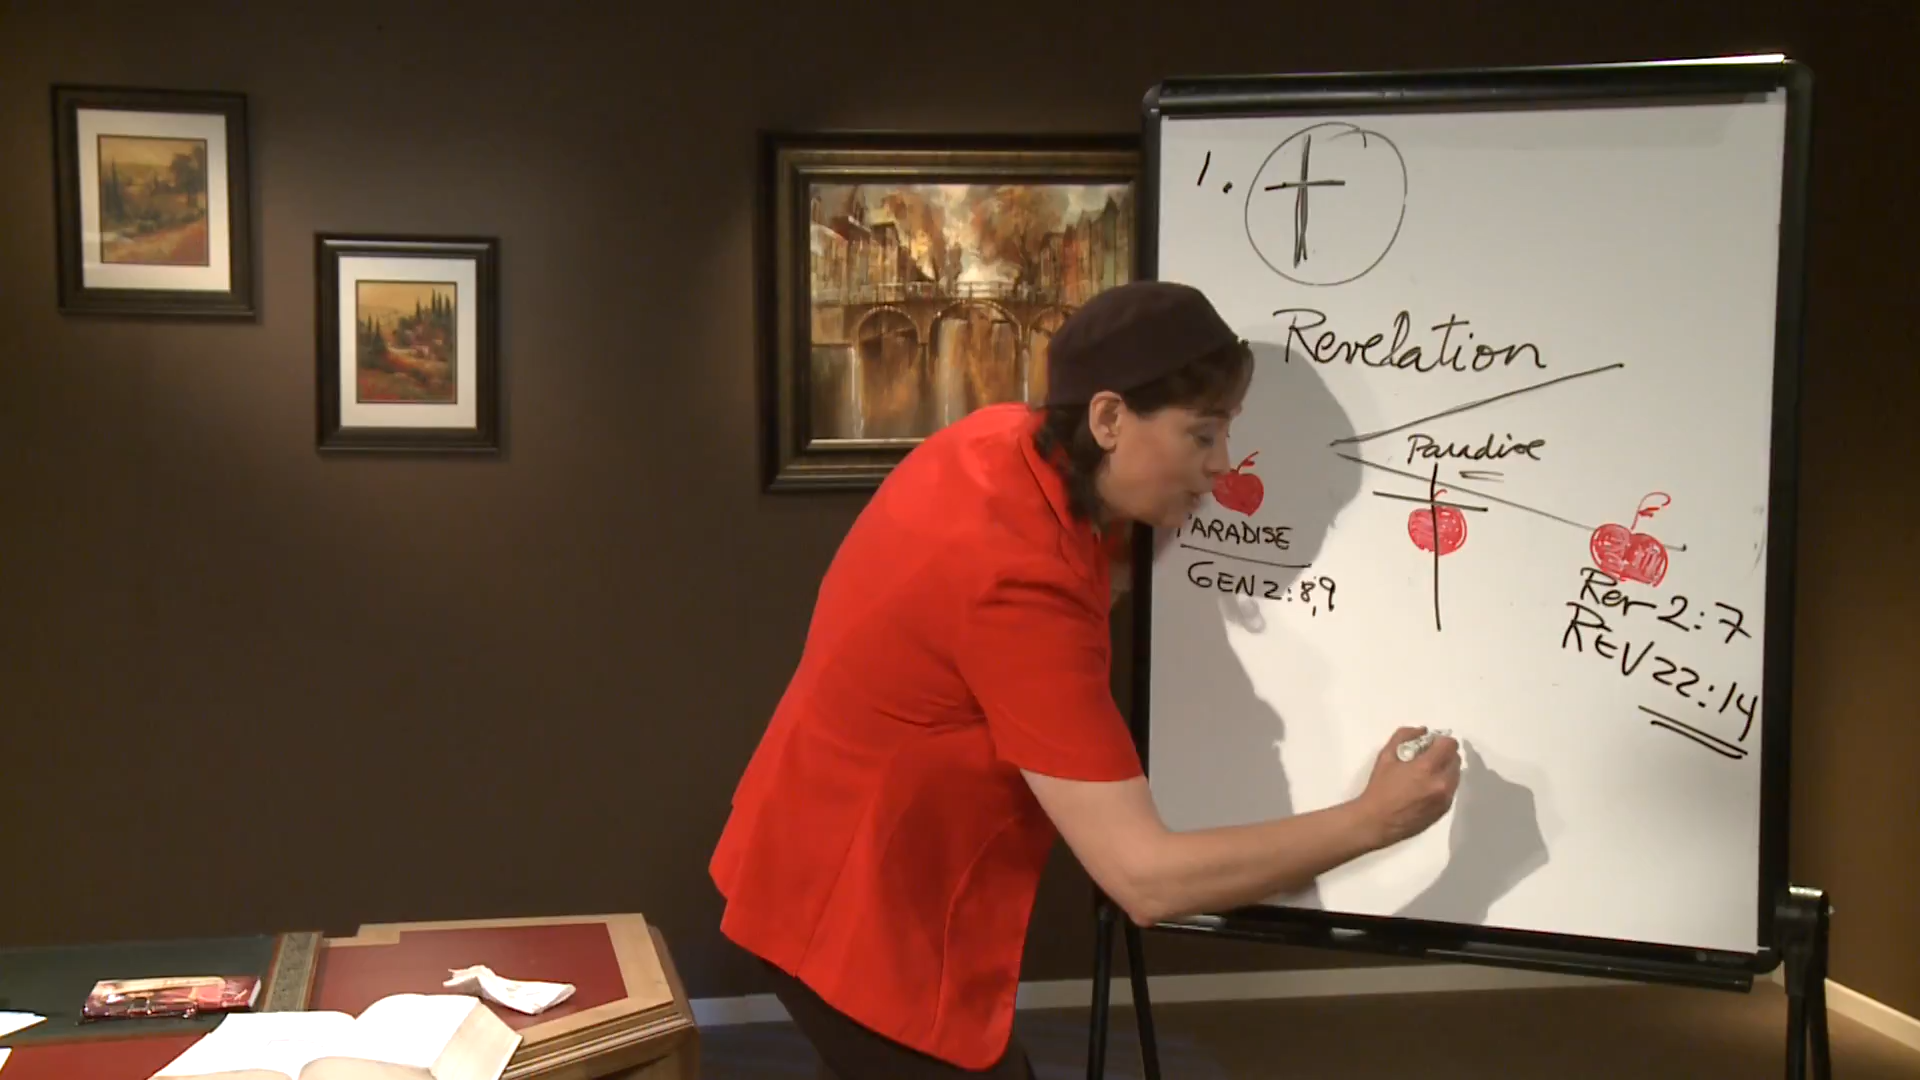 1.
Revelation
Paradise
PARADISE
GEN 2:8,9
Rev 2:7
REV 22:14